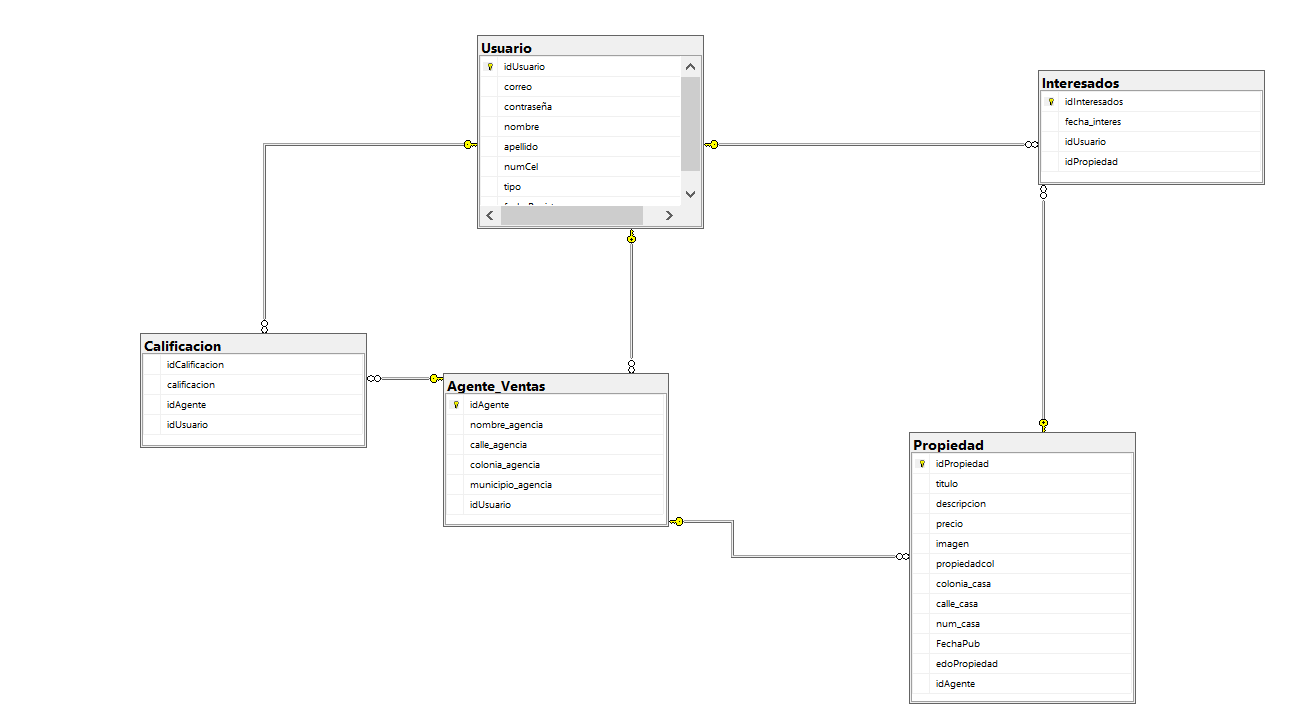 Usuario
idUsuario
correo
contraseña
nombre
apellido
numCel
tipo
Interesados
idInteresados
fecha_interes
idUsuario
idPropiedad
Calificacion
idCalificacion
calificacion
idAgente
idUsuario
Agente_Ventas
idAgente
nombre_agencia
calle_agencia
colonia_agencia
municipio_agencia
idUsuario
Propiedad
idPropiedad
titulo
descripcion
precio
imagen
propiedadcol
colonia_casa
calle_casa
num_casa
FechaPub
edoPropiedad
idAgente